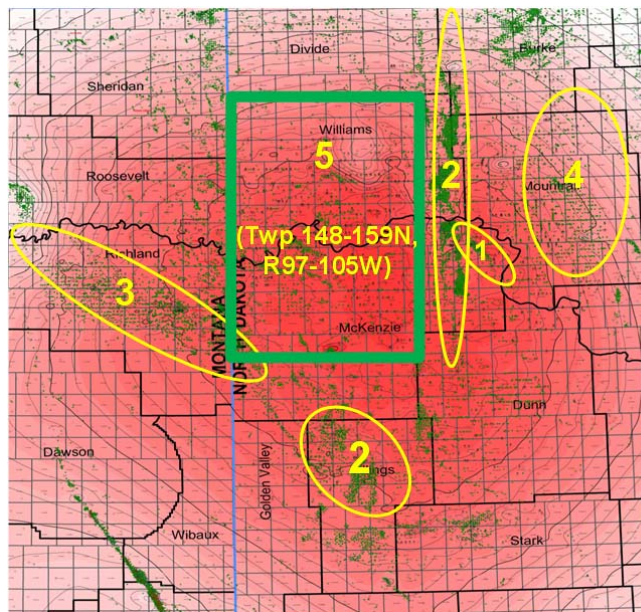 Divide
Burke
Sheridan
Williams
5
2
4
Roosevelt
Mountrail
(Twp 148-159N,
R97-105W)
1
Richland
3
MONTANA
NORTH DAKOTA
McKenzie
Dunn
2
Dawson
Golden Valley
Wibaux
Stark